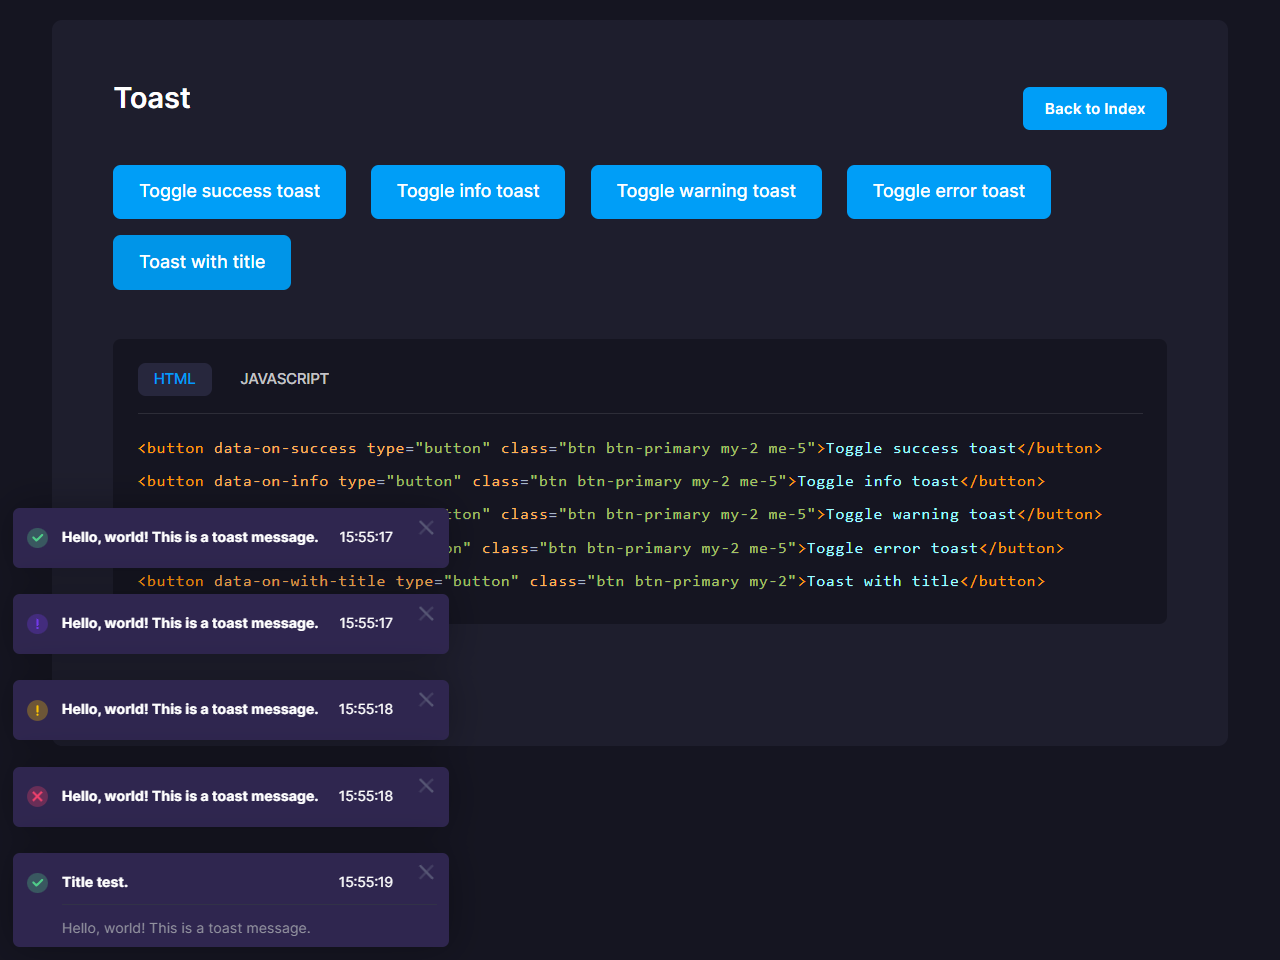 Toast
Back to Index
Toggle success toast
Toggle info toast
Toggle warning toast
Toggle error toast
Toast with title
HTML
JAVASCRIPT
<button data-on-success type="button" class="btn btn-primary my-2 me-5">Toggle success toast</button>
<button data-on-info type="button" class="btn btn-primary my-2 me-5">Toggle info toast</button>
class="btn btn-primary my-2 me-5">Toggle warning toast</button>
class="btn btn-primary my-2 me-5">Toggle error toast</button>
<button data-on-with-title type="button" class="btn btn-primary my-2">Toast with title</button>
Hello, world! This is a toast message. 15:55:17
Hello, world! This is a toast message. 15:55:17
Hello, world! This is a toast message. 15:55:18
Hello, world! This is a toast message. 15:55:18
Title test. 15:55:19
Hello, world! This is a toast message.